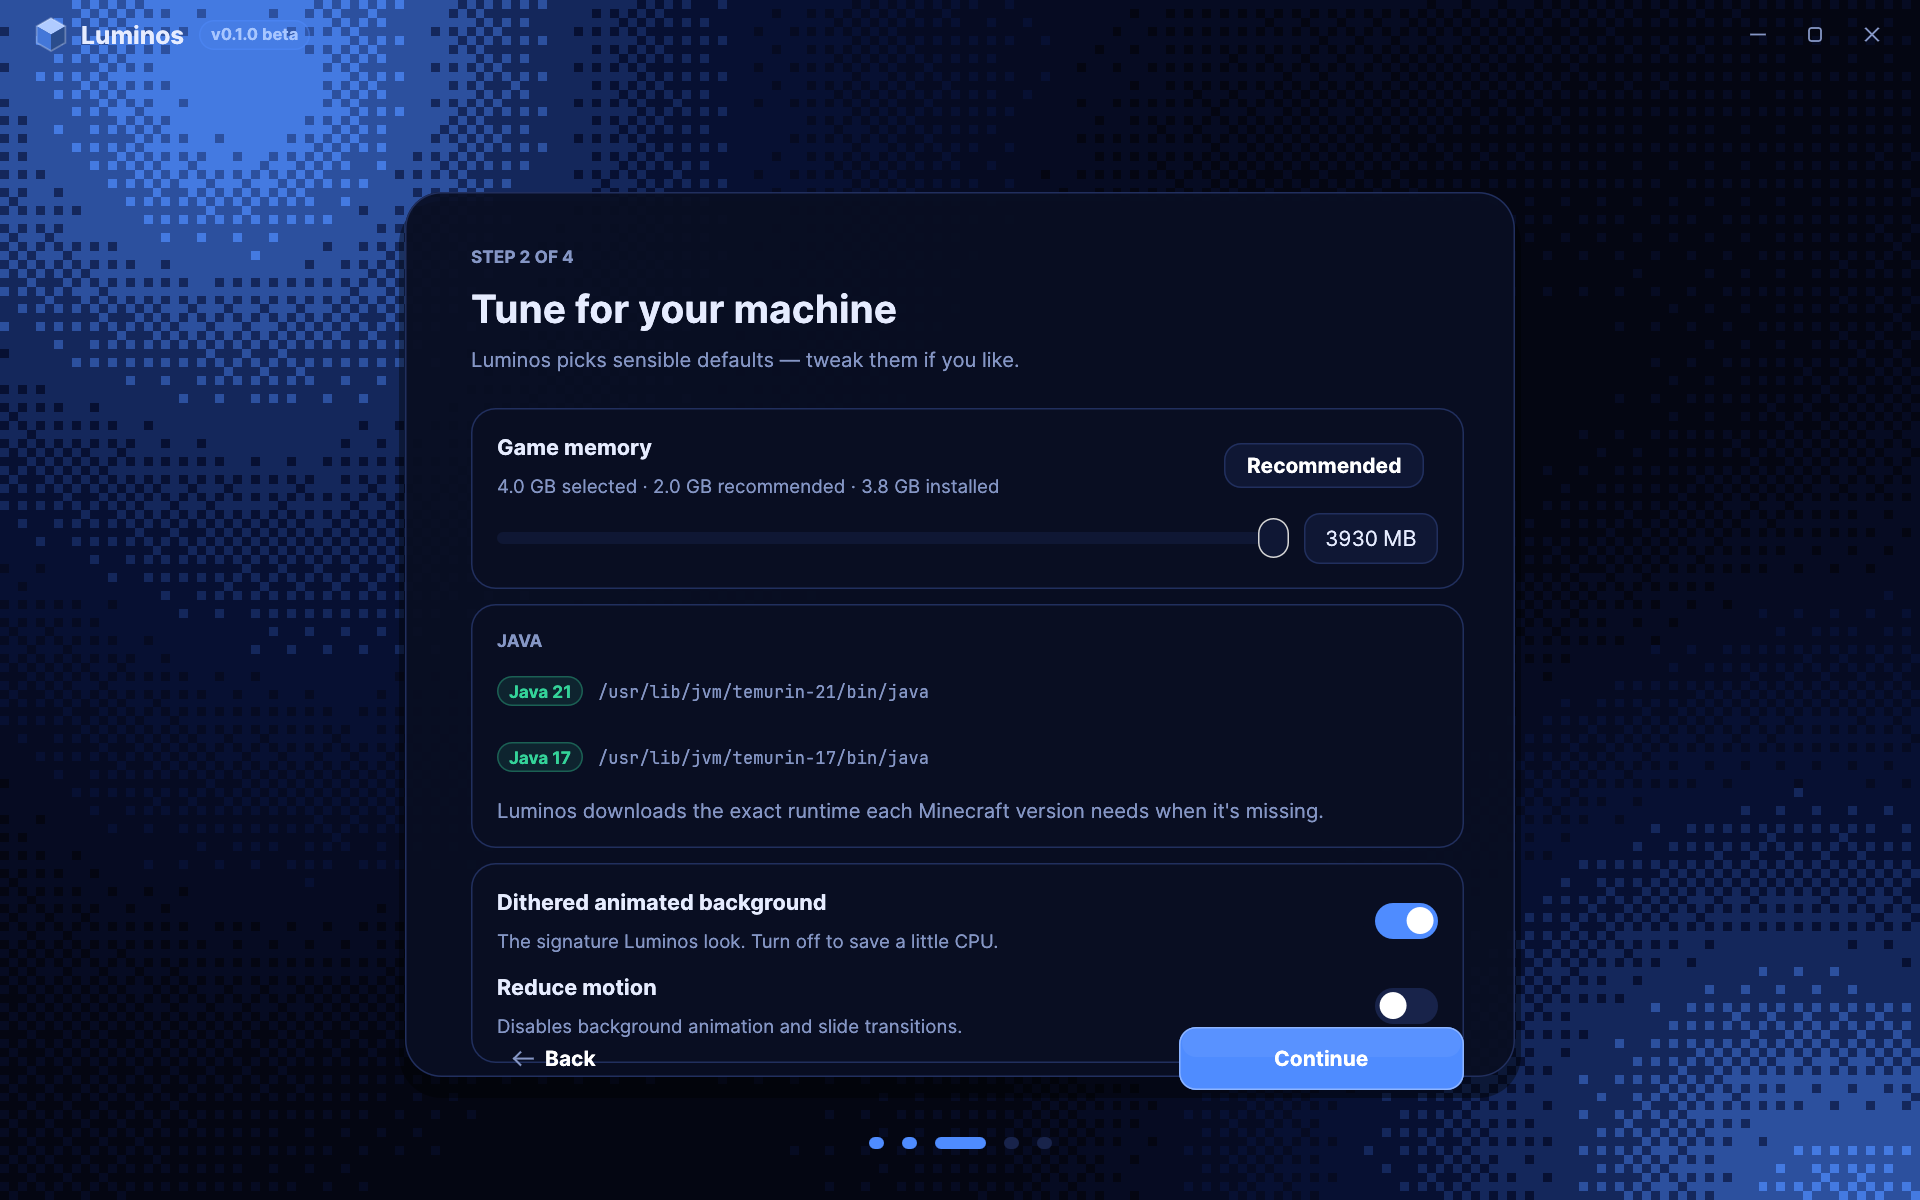 Luminos v0.1.0 beta
STEP 2 OF 4
Tune for your machine
Luminos picks sensible defaults — tweak them if you like.
Game memory
Recommended
4.0 GB selected · 2.0 GB recommended · 3.8 GB installed
3930 MB
JAVA
Java 21 /usr/lib/jvm/temurin-21/bin/java
Java 17 /usr/lib/jvm/temurin-17/bin/java
Luminos downloads the exact runtime each Minecraft version needs when it's missing.
Dithered animated background
The signature Luminos look. Turn off to save a little CPU.
Reduce motion
Disables background animation and slide transitions.
← Back
Continue